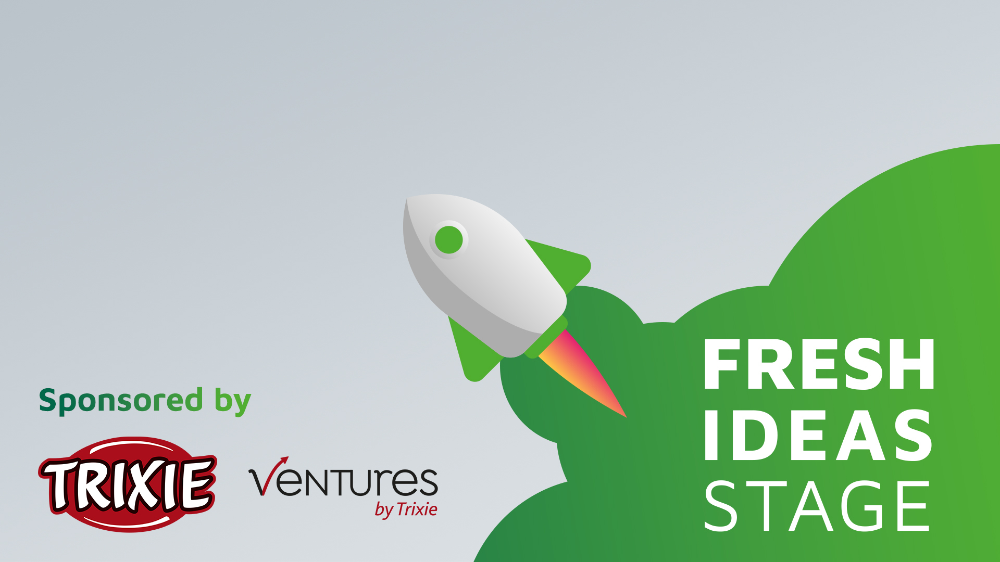 Sponsored by
TRIXIE
Ventures
by Trixie
FRESH
IDEAS
STAGE